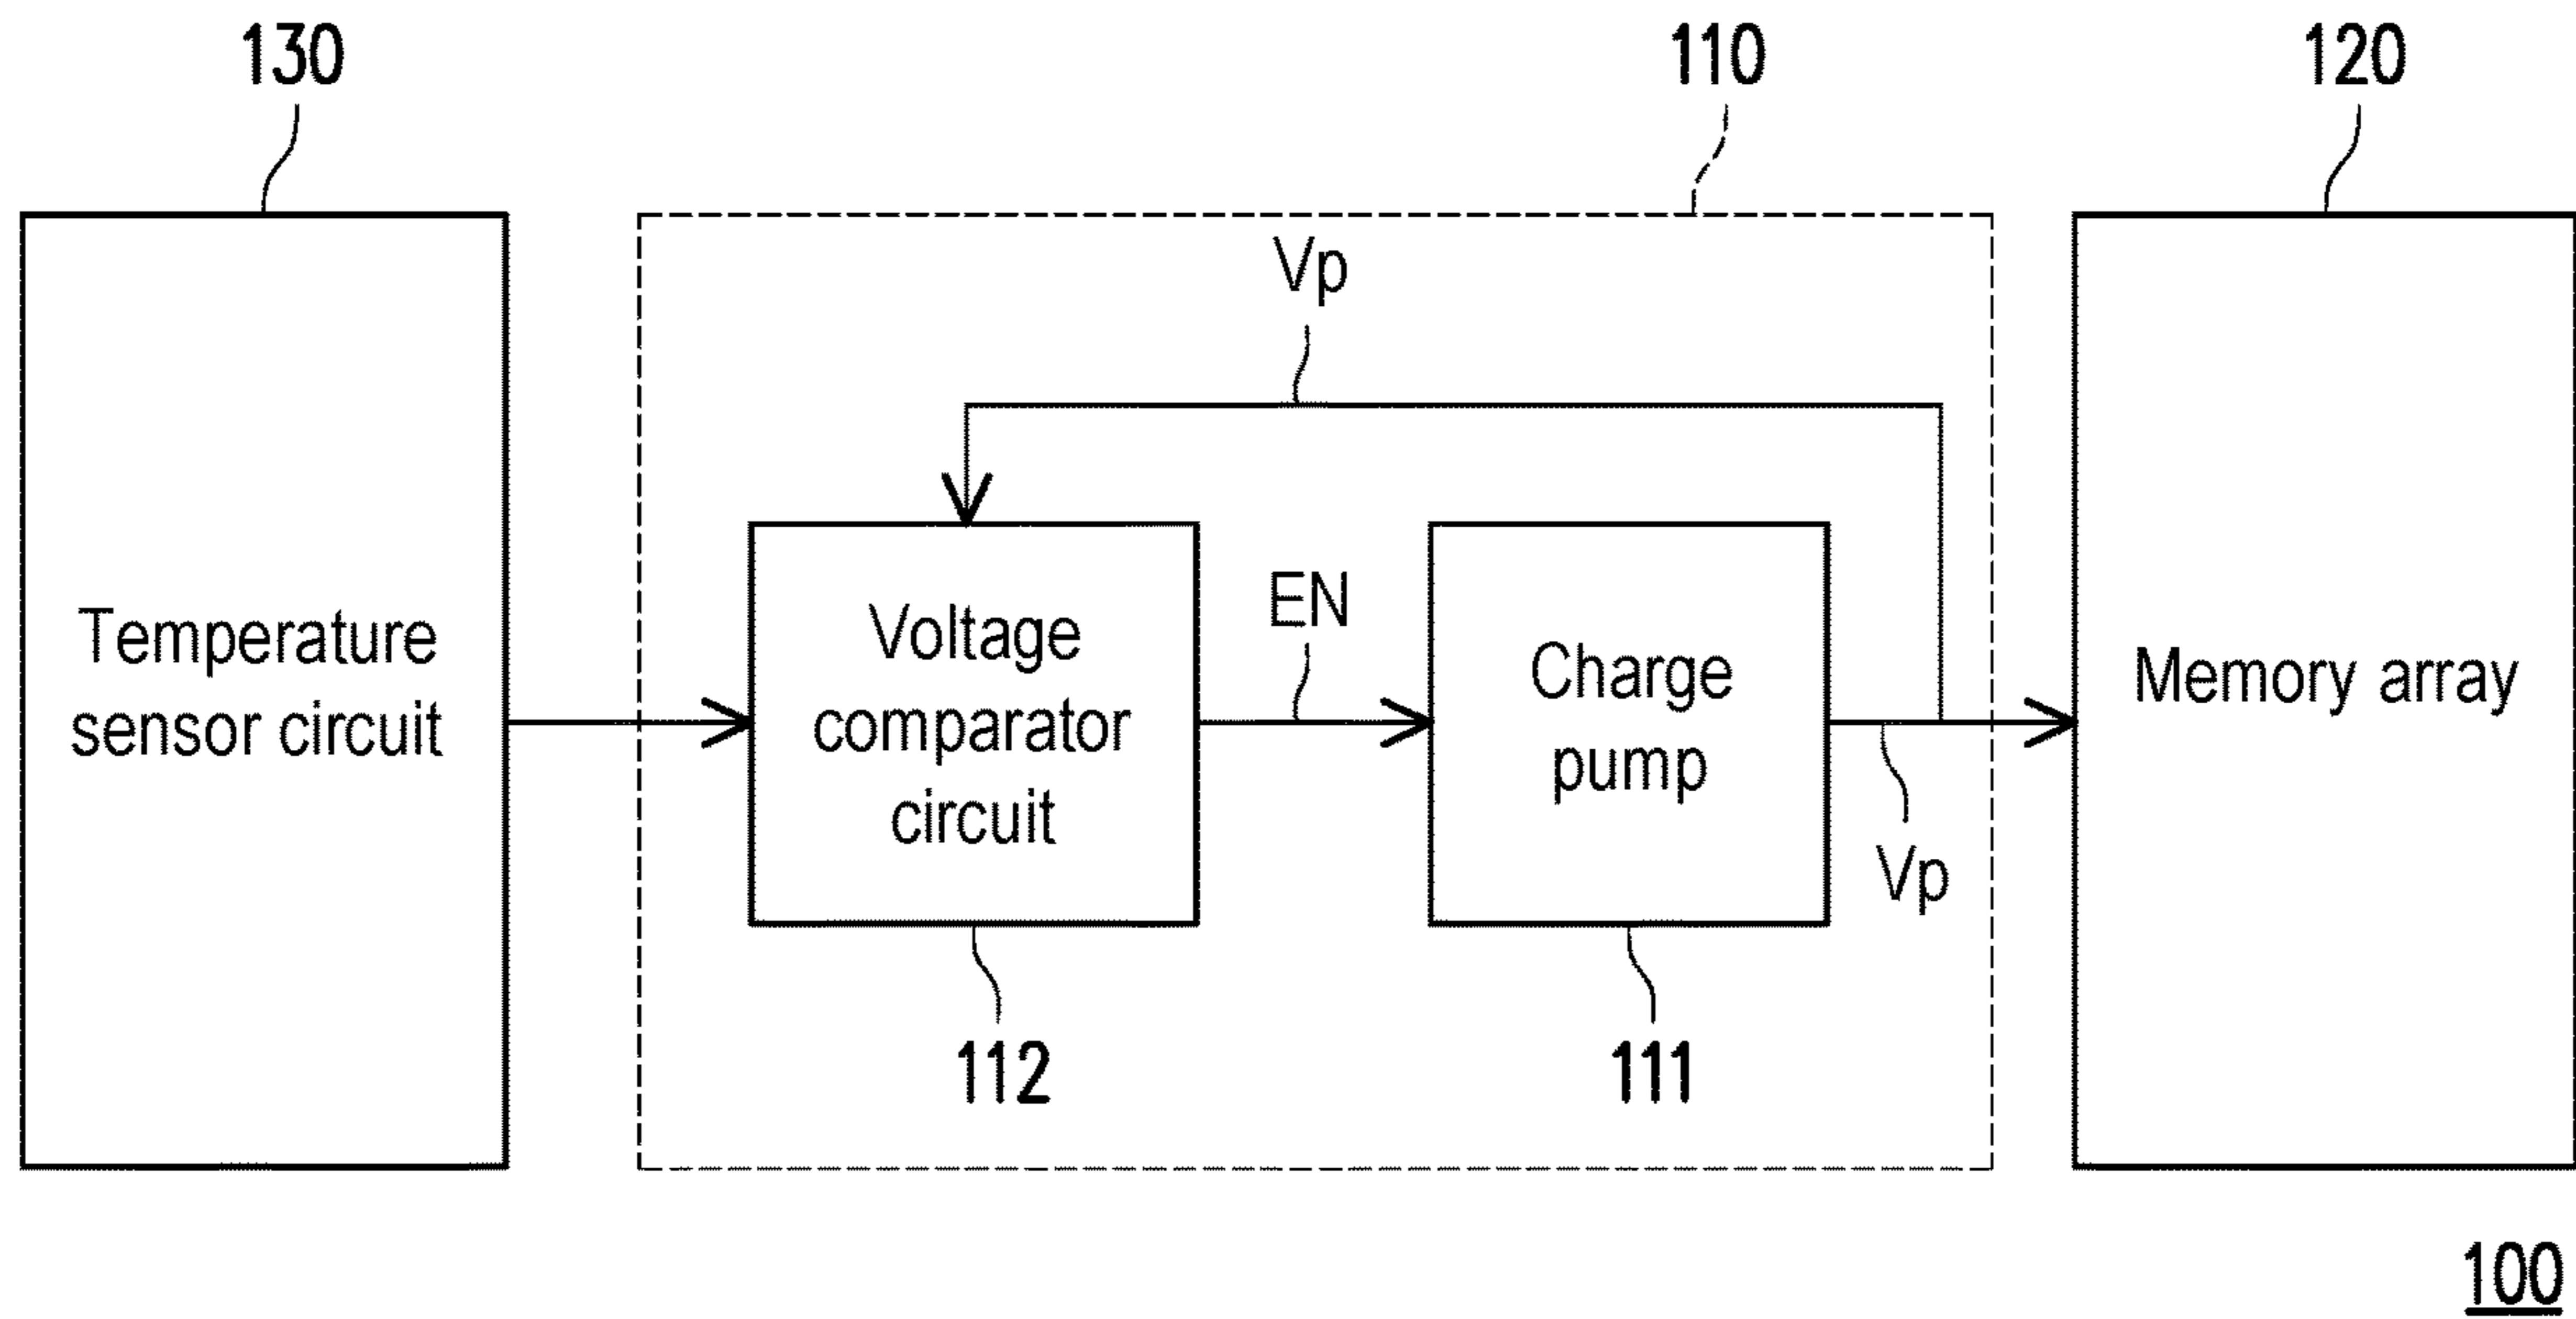 130
110
120
Vp
Temperature
sensor circuit
Voltage
comparator
circuit
EN
Charge
pump
Vp
Memory array
112
111
100